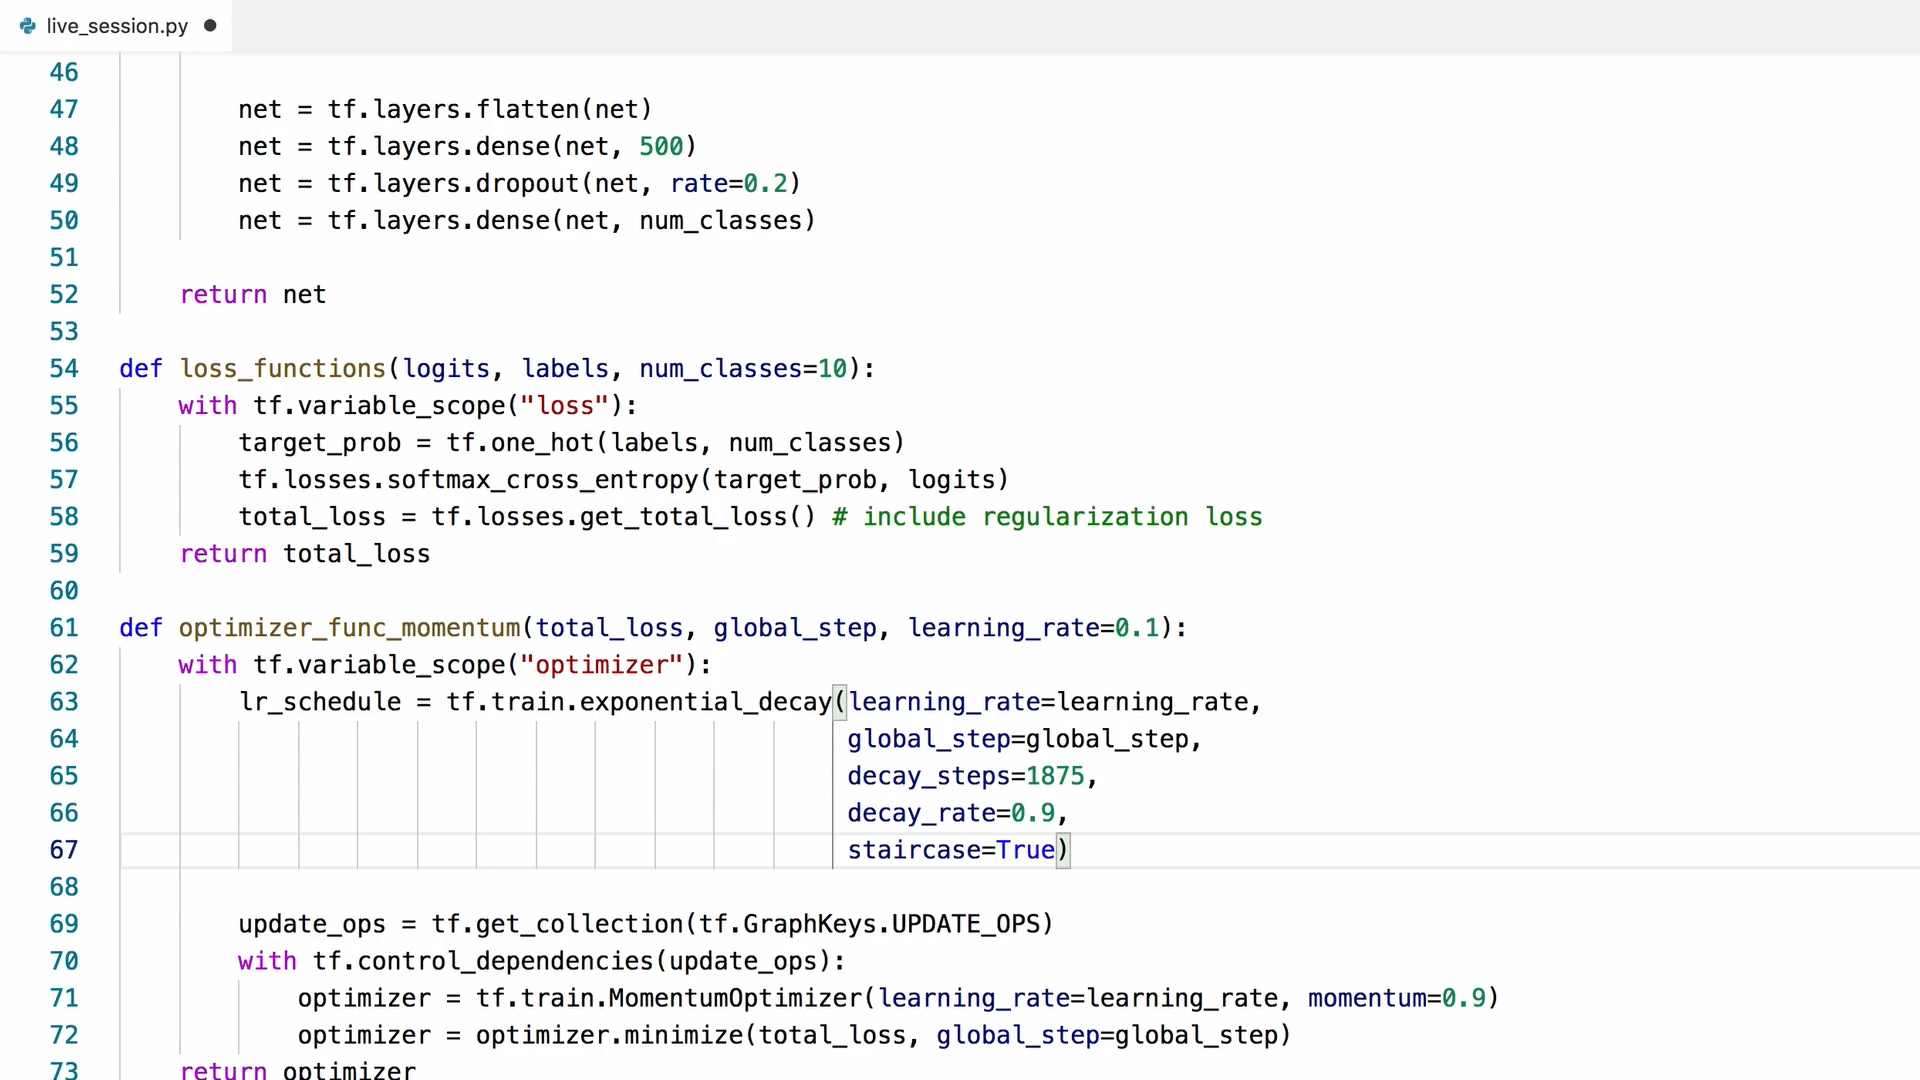 live_session.py
46
47 net = tf.layers.flatten(net)
48 net = tf.layers.dense(net, 500)
49 net = tf.layers.dropout(net, rate=0.2)
50 net = tf.layers.dense(net, num_classes)
51
52 return net
53
54 def loss_functions(logits, labels, num_classes=10):
55 with tf.variable_scope("loss"):
56 target_prob = tf.one_hot(labels, num_classes)
57 tf.losses.softmax_cross_entropy(target_prob, logits)
58 total_loss = tf.losses.get_total_loss() # include regularization loss
59 return total_loss
60
61 def optimizer_func_momentum(total_loss, global_step, learning_rate=0.1):
62 with tf.variable_scope("optimizer"):
63 lr_schedule = tf.train.exponential_decay(learning_rate=learning_rate,
64 global_step=global_step,
65 decay_steps=1875,
66 decay_rate=0.9,
67 staircase=True)
68
69 update_ops = tf.get_collection(tf.GraphKeys.UPDATE_OPS)
70 with tf.control_dependencies(update_ops):
71 optimizer = tf.train.MomentumOptimizer(learning_rate=learning_rate, momentum=0.9)
72 optimizer = optimizer.minimize(total_loss, global_step=global_step)
73 return optimizer